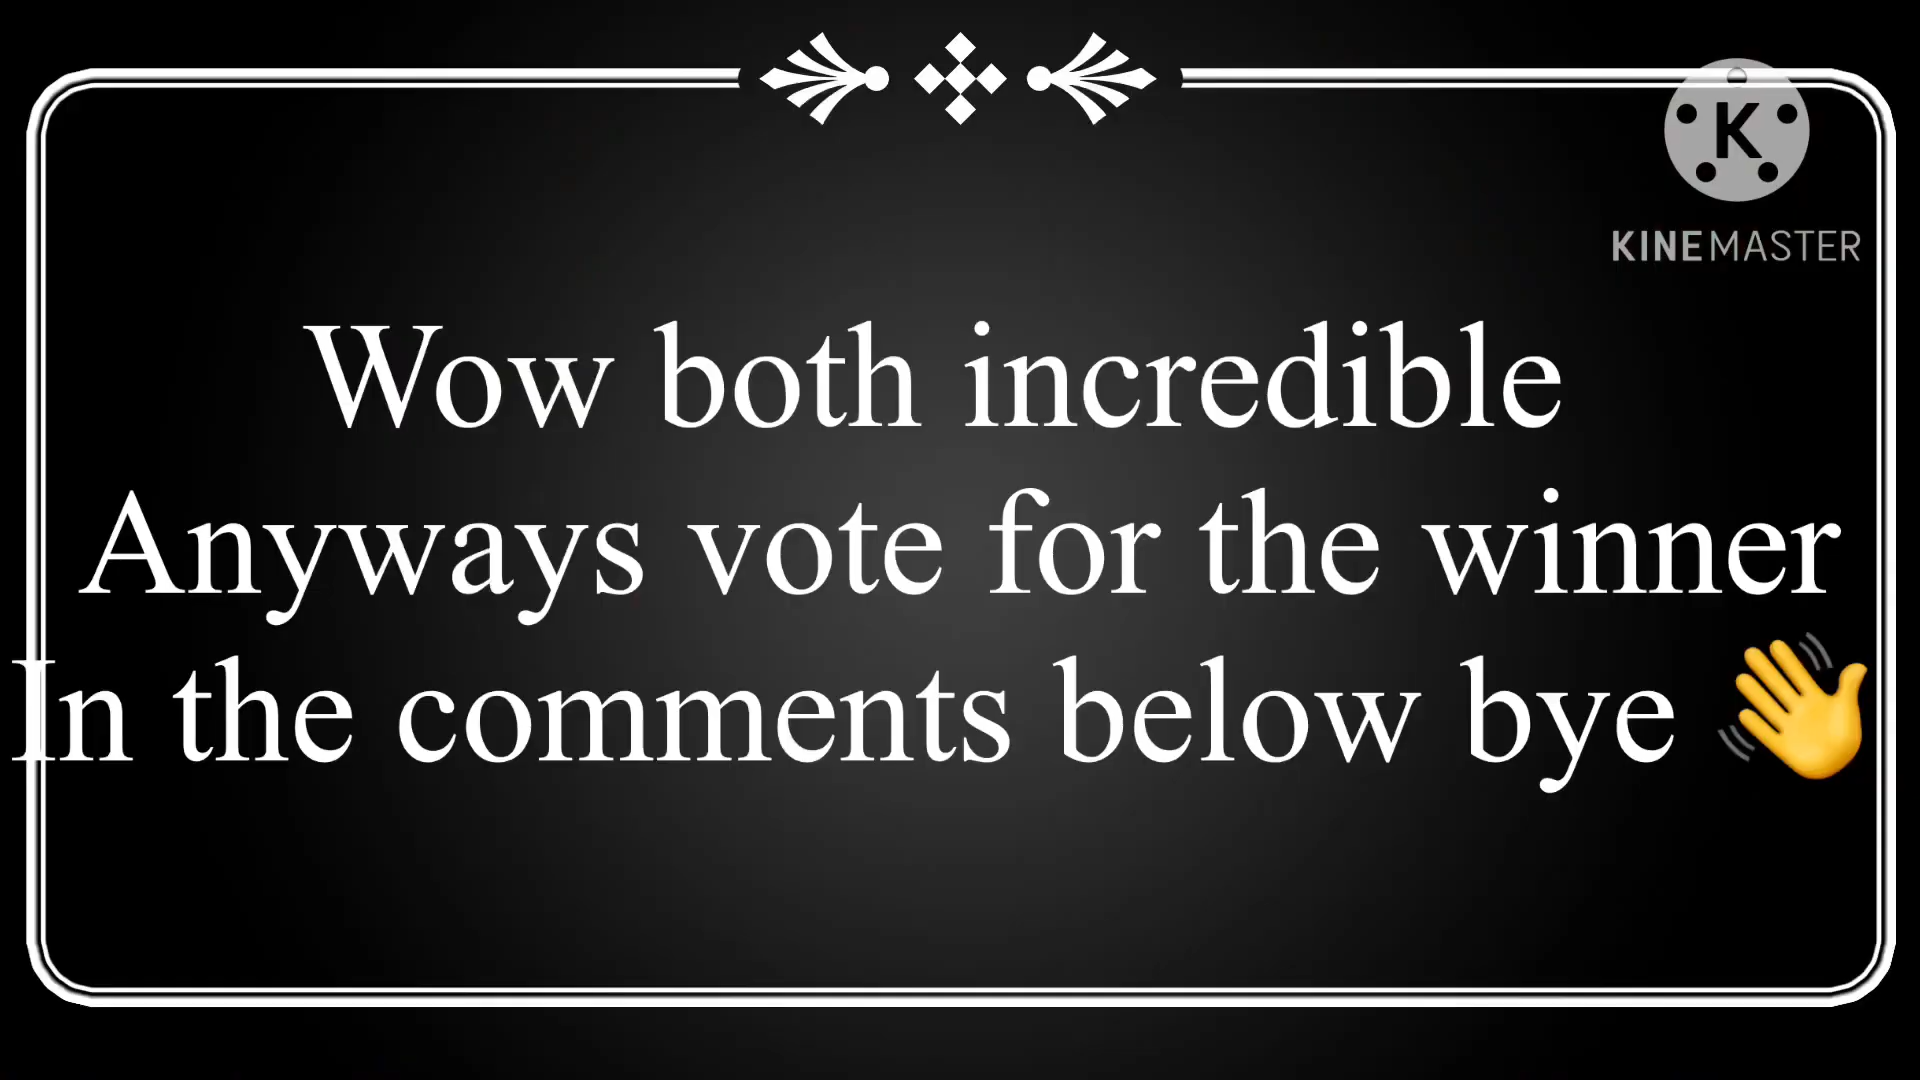 K
KINEMASTER
Wow both incredible
Anyways vote for the winner
In the comments below bye 👋